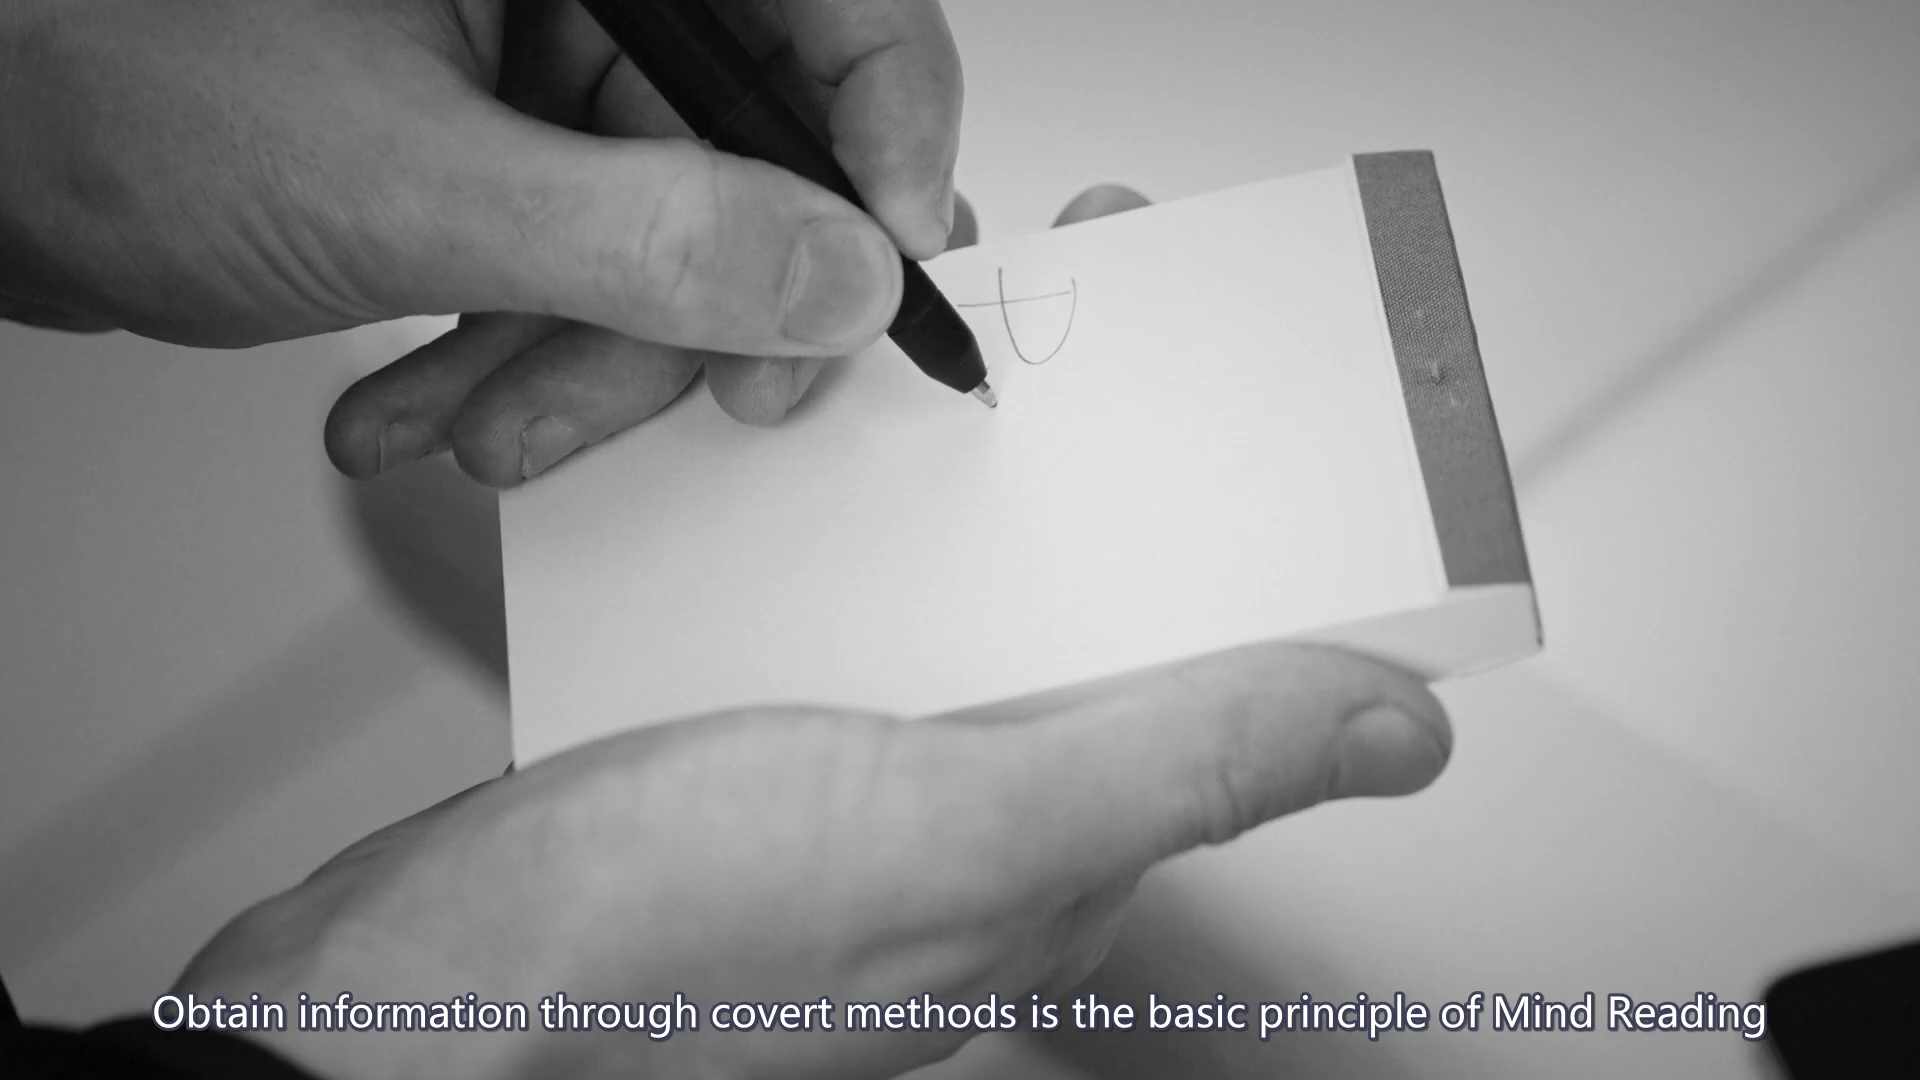 Obtain information through covert methods is the basic principle of Mind Reading